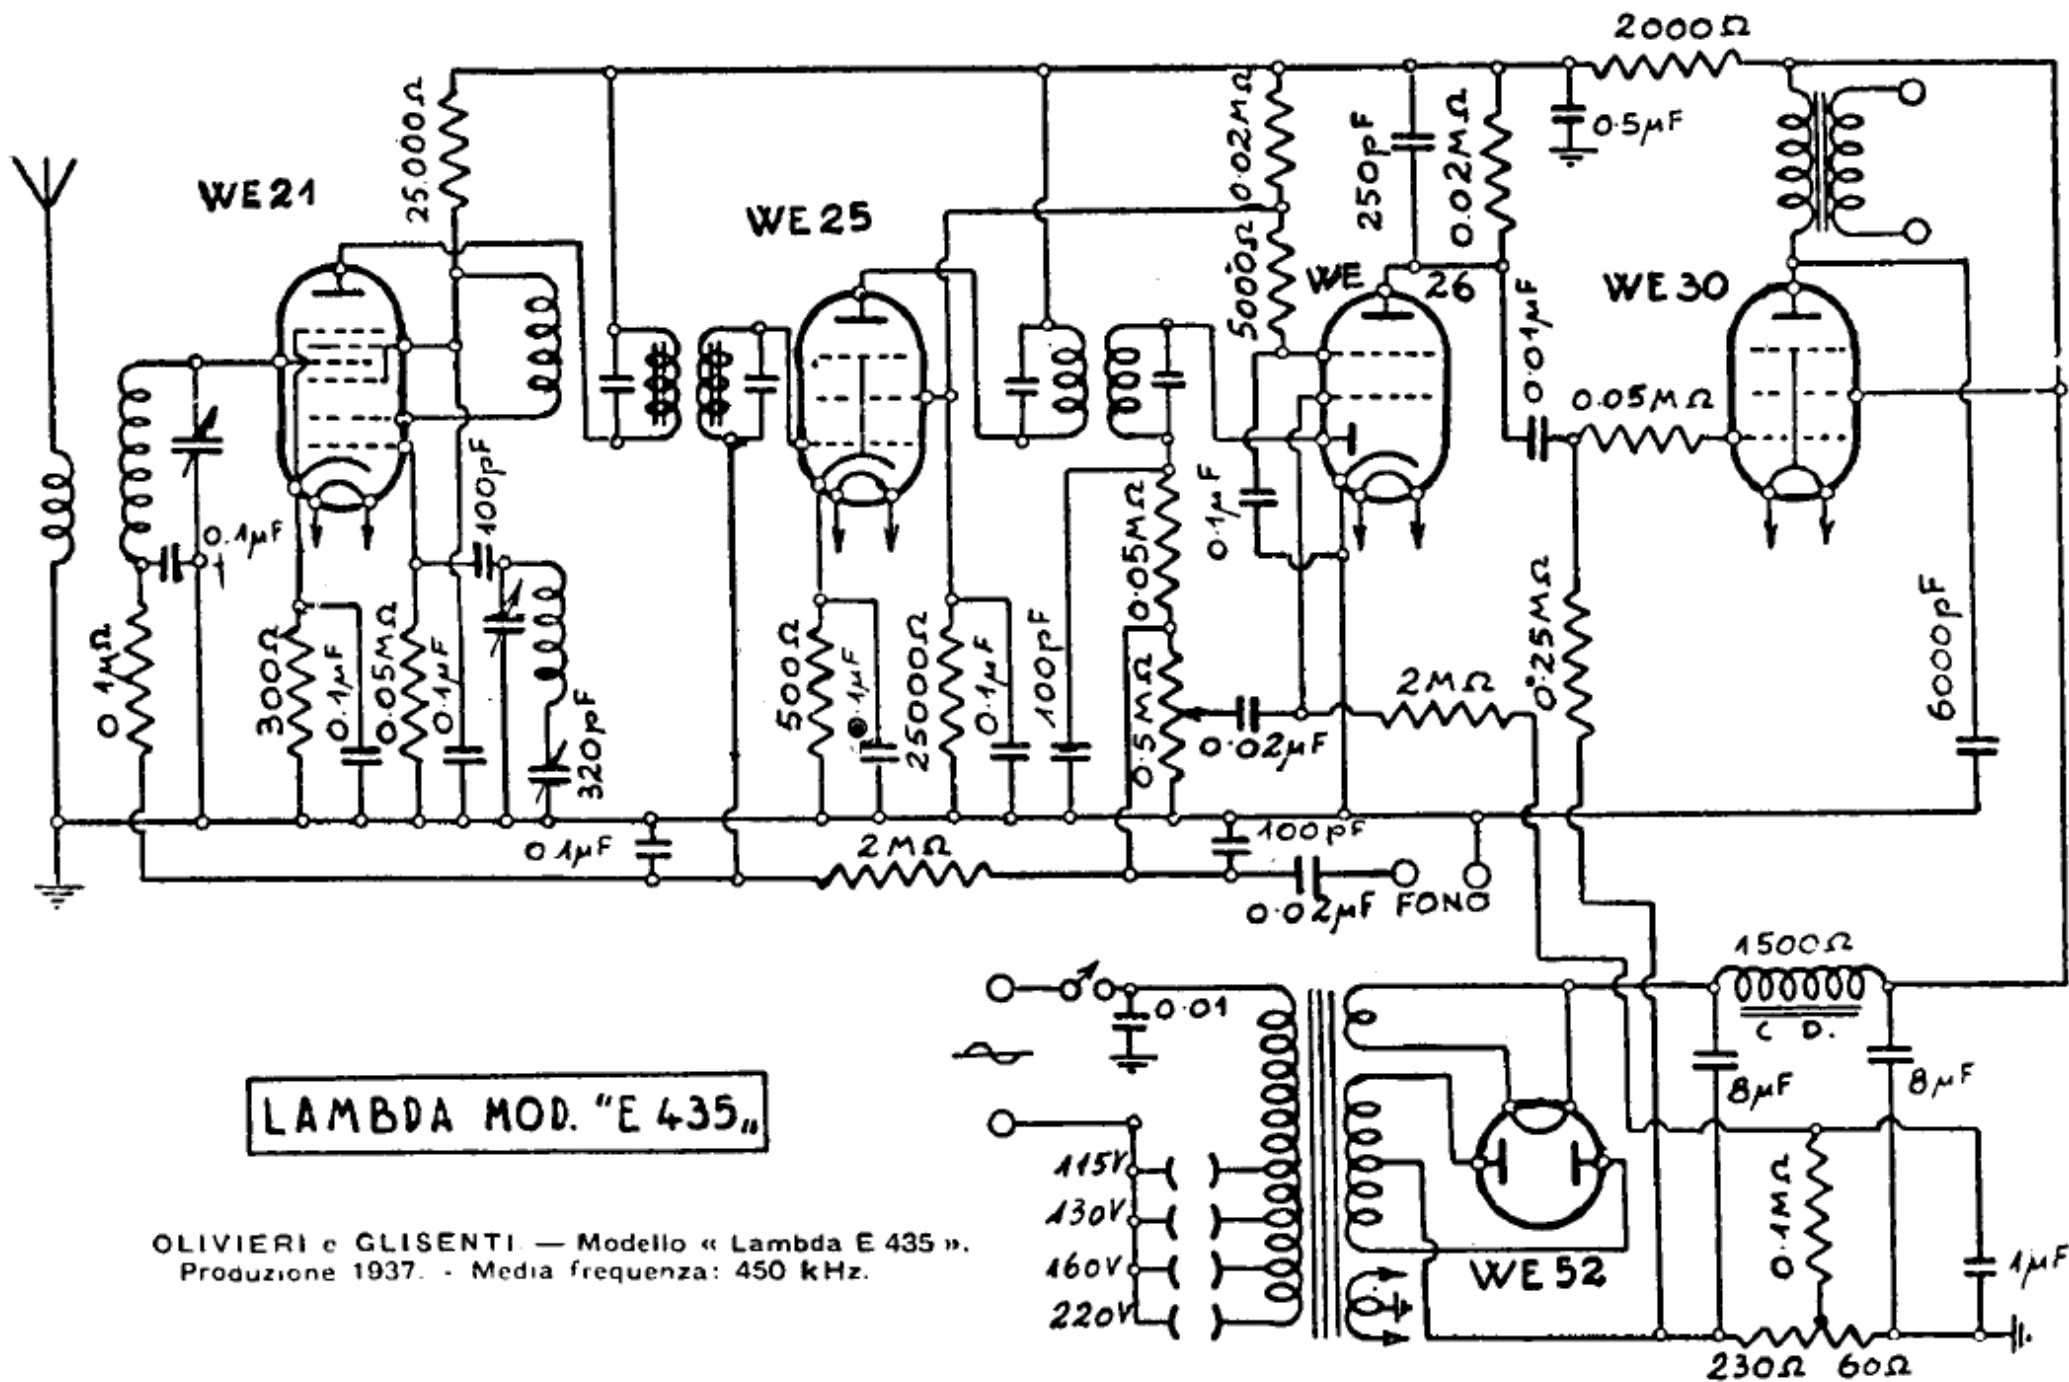 2000Ω
25.000Ω
0.02MΩ
250pF
0.02MΩ
0.5µF
WE21
WE25
5000Ω
WE 26
WE30
0.01µF
0.05MΩ
100pF
0.1µF
0.1µF
0.05MΩ
0.25MΩ
0.1µΩ
300Ω
0.1µF
0.05MΩ
0.1µF
320pF
500Ω
0.1µF
25000Ω
0.1µF
100pF
0.5MΩ
0.02µF
2MΩ
6000pF
0.1µF
2MΩ
100pF
0.02µF FONO
1500Ω
C D.
0.01
8µF
8µF
LAMBDA MOD. "E 435„
115V
130V
160V
220V
WE52
0.1MΩ
1µF
230Ω 60Ω
OLIVIERI e GLISENTI. — Modello « Lambda E 435 ».
Produzione 1937. - Media frequenza: 450 kHz.